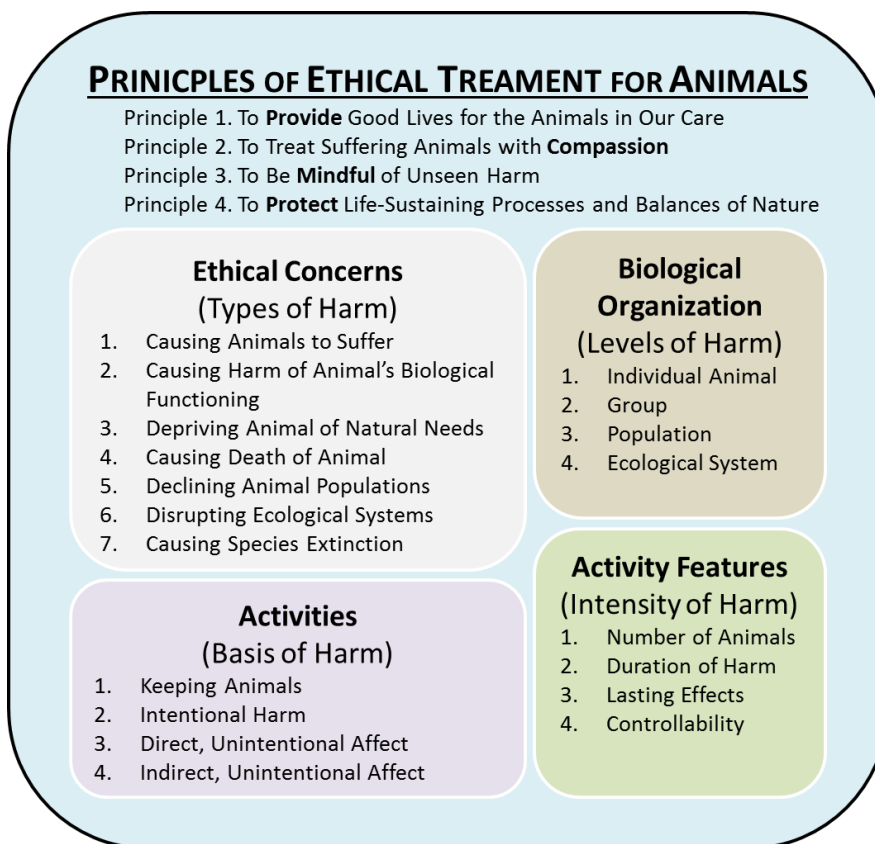 PRINICPLES OF ETHICAL TREAMENT FOR ANIMALS
Principle 1. To Provide Good Lives for the Animals in Our Care
Principle 2. To Treat Suffering Animals with Compassion
Principle 3. To Be Mindful of Unseen Harm
Principle 4. To Protect Life-Sustaining Processes and Balances of Nature
Ethical Concerns
(Types of Harm)
1. Causing Animals to Suffer
2. Causing Harm of Animal's Biological
Functioning
3. Depriving Animal of Natural Needs
4. Causing Death of Animal
5. Declining Animal Populations
6. Disrupting Ecological Systems
7. Causing Species Extinction
Biological
Organization
(Levels of Harm)
1. Individual Animal
2. Group
3. Population
4. Ecological System
Activities
(Basis of Harm)
1. Keeping Animals
2. Intentional Harm
3. Direct, Unintentional Affect
4. Indirect, Unintentional Affect
Activity Features
(Intensity of Harm)
1. Number of Animals
2. Duration of Harm
3. Lasting Effects
4. Controllability